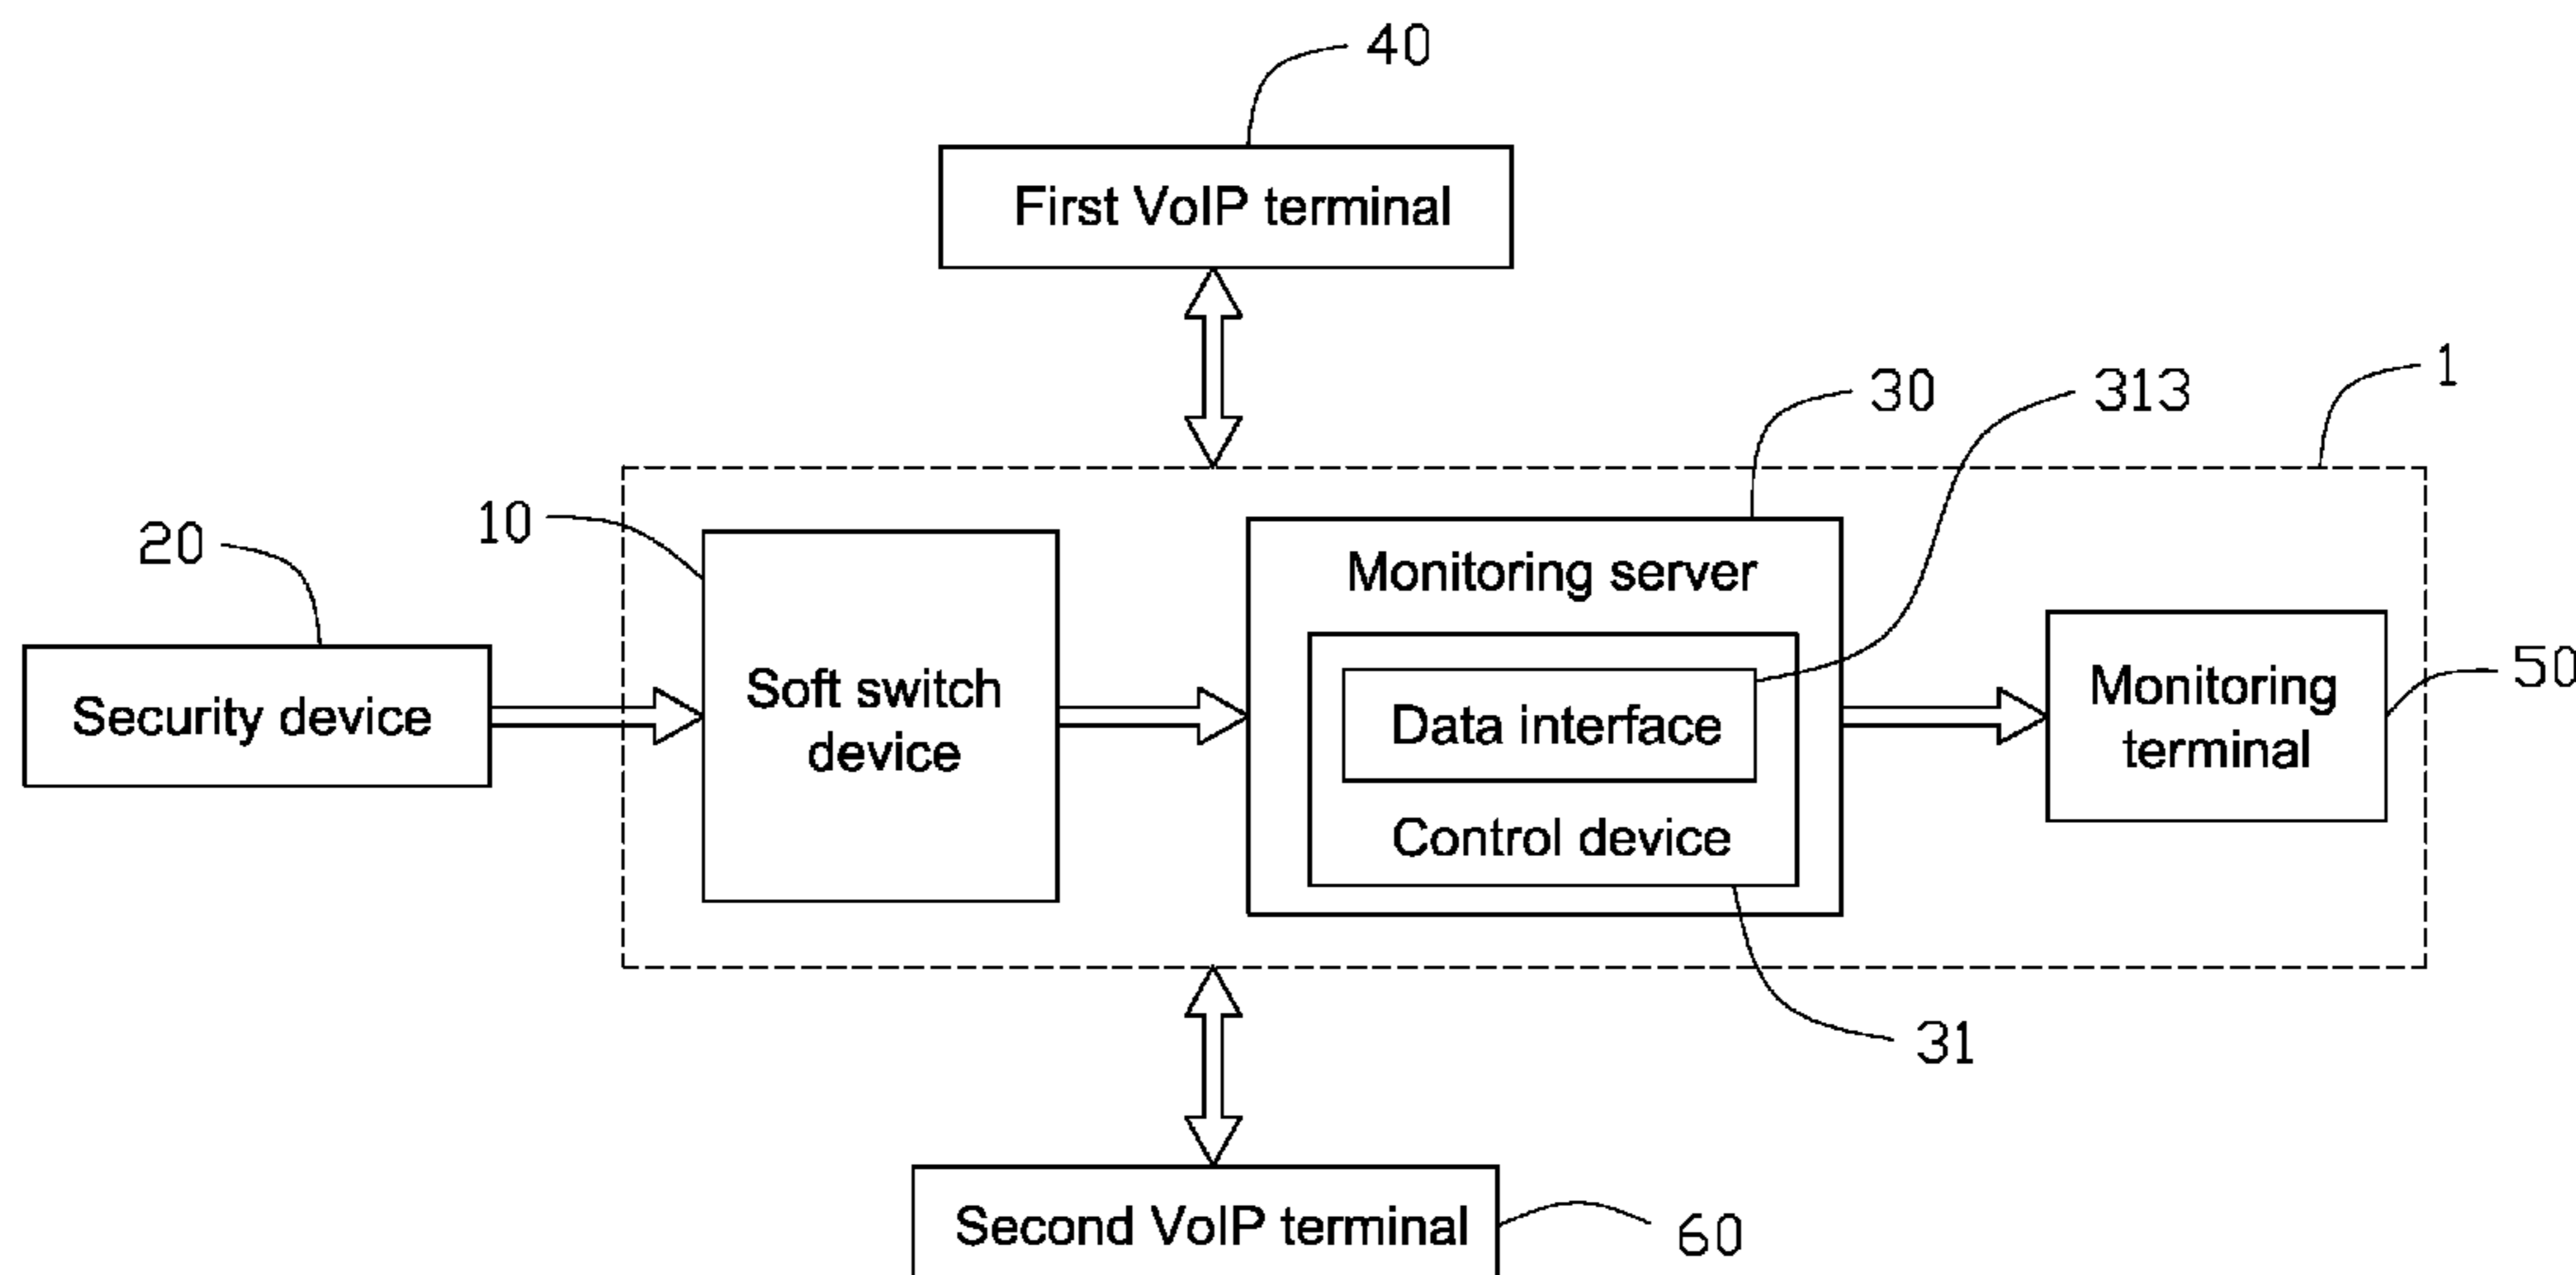 40
First VoIP terminal
1
30
313
10
20
Monitoring server
Security device
Soft switch
device
Data interface
Control device
Monitoring
terminal
50
31
Second VoIP terminal
60